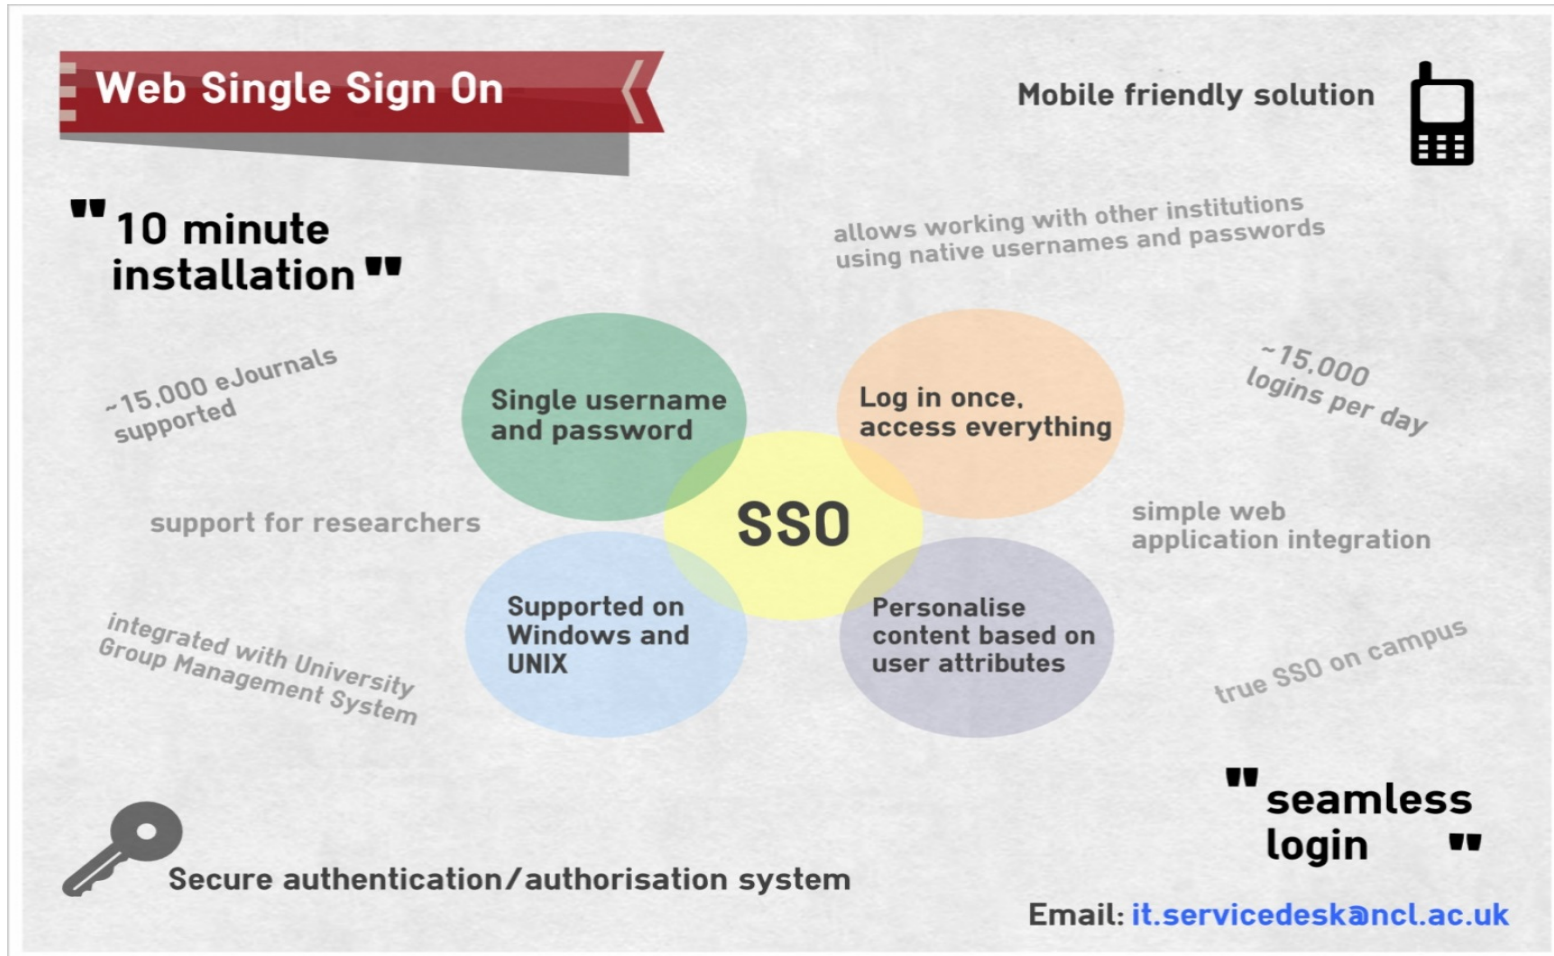 Web Single Sign On
Mobile friendly solution
"10 minute
installation"
allows working with other institutions
using native usernames and passwords
~15,000 eJournals
supported
Single username
and password
Log in once,
access everything
~15,000
logins per day
support for researchers
SSO
simple web
application integration
integrated with University
Group Management System
Supported on
Windows and
UNIX
Personalise
content based on
user attributes
true SSO on campus
"seamless
login"
Secure authentication/authorisation system
Email: it.servicedesk@ncl.ac.uk